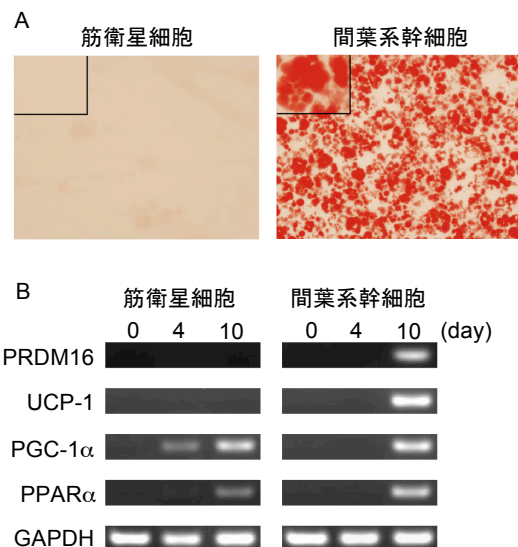 A
筋衛星細胞 間葉系幹細胞
B
筋衛星細胞 間葉系幹細胞
0 4 10 0 4 10 (day)
PRDM16
UCP-1
PGC-1α
PPARα
GAPDH